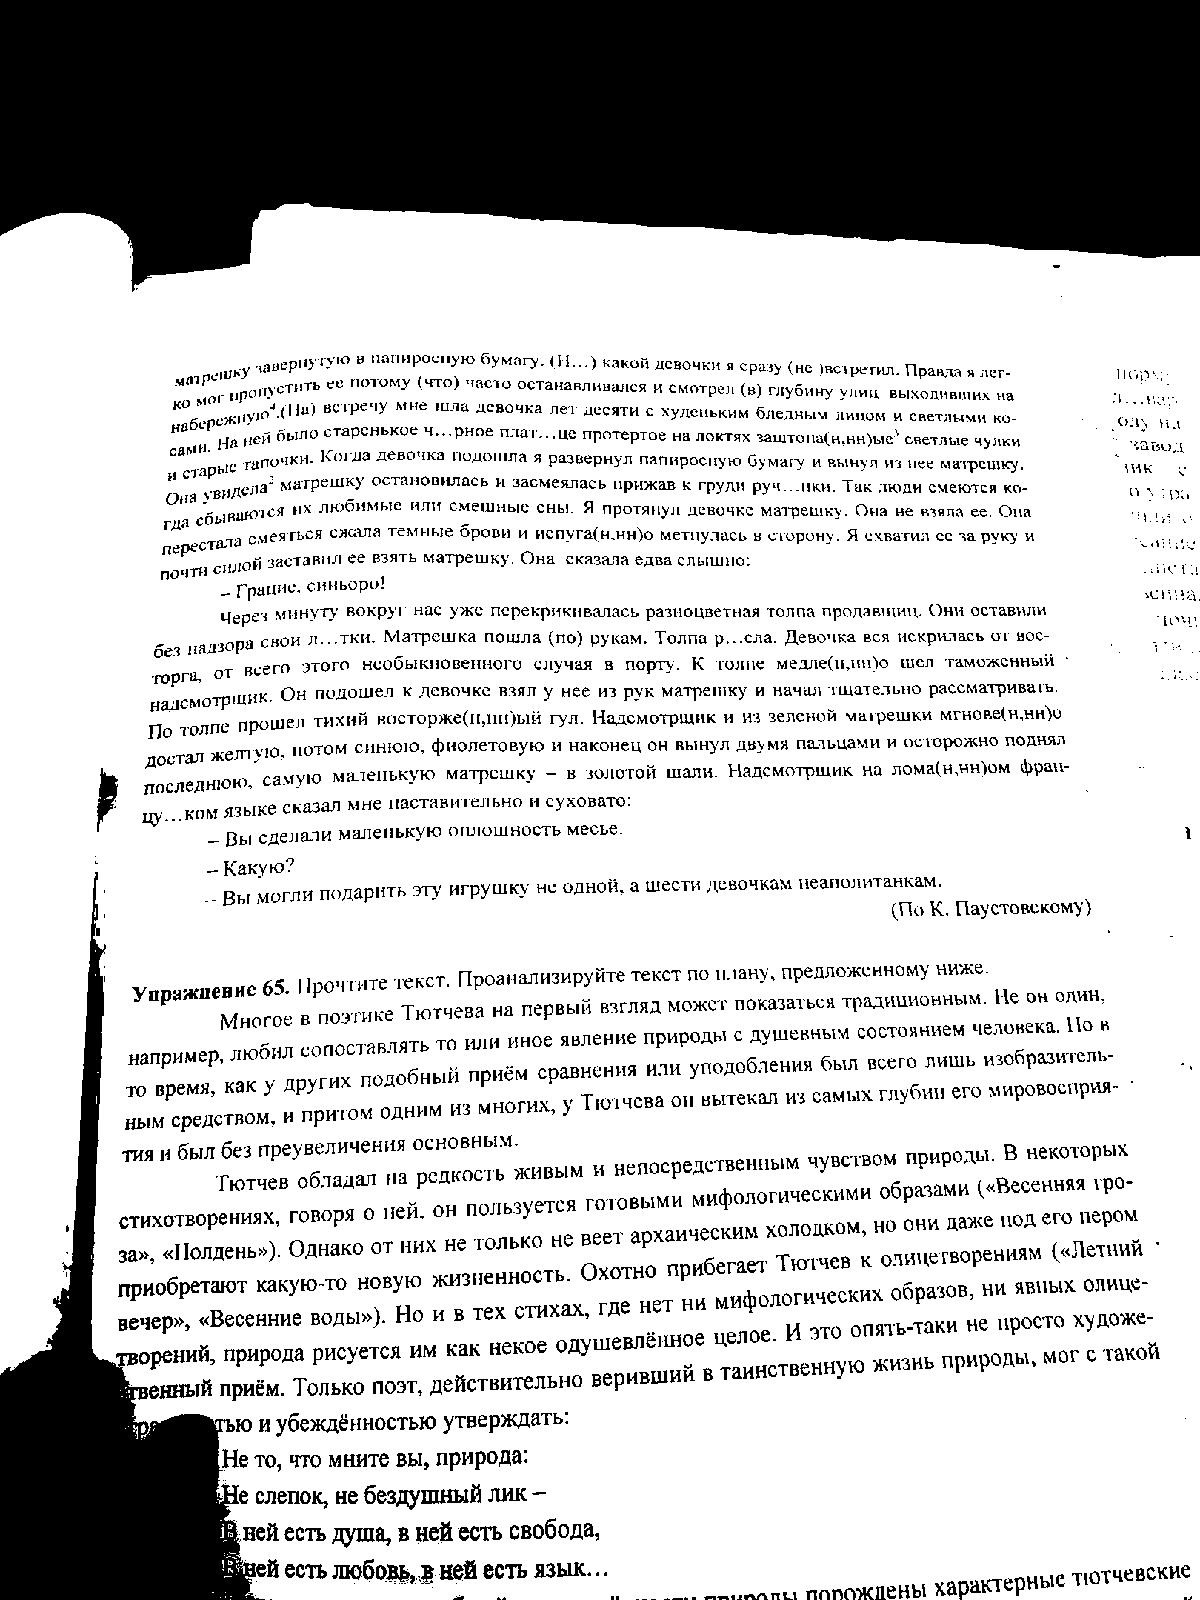 матрешку завернутую в папиросную бумагу. (Н...) какой девочки я сразу (не )встретил. Правда я лег-
ко мог пропустить ее потому (что) часто останавливался и смотрел (в) глубину улиц выходивших на
набережную⁴.(На) встречу мне шла девочка лет десяти с худеньким бледным лицом и светлыми ко-
сами. На ней было старенькое ч...рное плат...це протертое на локтях заштопа(н,нн)ые⁵ светлые чулки
и старые тапочки. Когда девочка подошла я развернул папиросную бумагу и вынул из нее матрешку.
Она увидела² матрешку остановилась и засмеялась прижав к груди руч...нки. Так люди смеются ко-
гда сбываются их любимые или смешные сны. Я протянул девочке матрешку. Она не взяла ее. Она
перестала смеяться сжала темные брови и испуга(н,нн)о метнулась в сторону. Я схватил ее за руку и
почти силой заставил ее взять матрешку. Она сказала едва слышно:
– Грацие, синьоро!
Через минуту вокруг нас уже перекрикивалась разноцветная толпа продавщиц. Они оставили
без надзора свои л...тки. Матрешка пошла (по) рукам. Толпа р...сла. Девочка вся искрилась от вос-
торга, от всего этого необыкновенного случая в порту. К толпе медле(н,нн)о шел таможенный
надсмотрщик. Он подошел к девочке взял у нее из рук матрешку и начал тщательно рассматривать.
По толпе прошел тихий восторже(н,нн)ый гул. Надсмотрщик и из зеленой матрешки мгнове(н,нн)о
достал желтую, потом синюю, фиолетовую и наконец он вынул двумя пальцами и осторожно поднял
последнюю, самую маленькую матрешку – в золотой шали. Надсмотрщик на лома(н,нн)ом фран-
цу...ком языке сказал мне наставительно и суховато:
– Вы сделали маленькую оплошность месье.
– Какую?
– Вы могли подарить эту игрушку не одной, а шести девочкам неаполитанкам.
(По К. Паустовскому)
Упражнение 65. Прочтите текст. Проанализируйте текст по плану, предложенному ниже.
Многое в поэтике Тютчева на первый взгляд может показаться традиционным. Не он один,
например, любил сопоставлять то или иное явление природы с душевным состоянием человека. Но в
то время, как у других подобный приём сравнения или уподобления был всего лишь изобразитель-
ным средством, и притом одним из многих, у Тютчева он вытекал из самых глубин его мировосприя-
тия и был без преувеличения основным.
Тютчев обладал на редкость живым и непосредственным чувством природы. В некоторых
стихотворениях, говоря о ней, он пользуется готовыми мифологическими образами («Весенняя гро-
за», «Полдень»). Однако от них не только не веет архаическим холодком, но они даже под его пером
приобретают какую-то новую жизненность. Охотно прибегает Тютчев к олицетворениям («Летний
вечер», «Весенние воды»). Но и в тех стихах, где нет ни мифологических образов, ни явных олице-
творений, природа рисуется им как некое одушевлённое целое. И это опять-таки не просто художе-
ственный приём. Только поэт, действительно веривший в таинственную жизнь природы, мог с такой
тью и убеждённостью утверждать:
Не то, что мните вы, природа:
Не слепок, не бездушный лик –
В ней есть душа, в ней есть свобода,
В ней есть любовь, в ней есть язык...
природы порождены характерные тютчевские